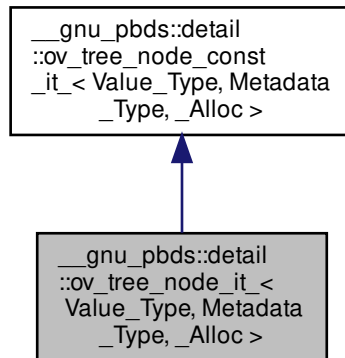 __gnu_pbds::detail
::ov_tree_node_const
_it_< Value_Type, Metadata
_Type, _Alloc >
__gnu_pbds::detail
::ov_tree_node_it_<
Value_Type, Metadata
_Type, _Alloc >